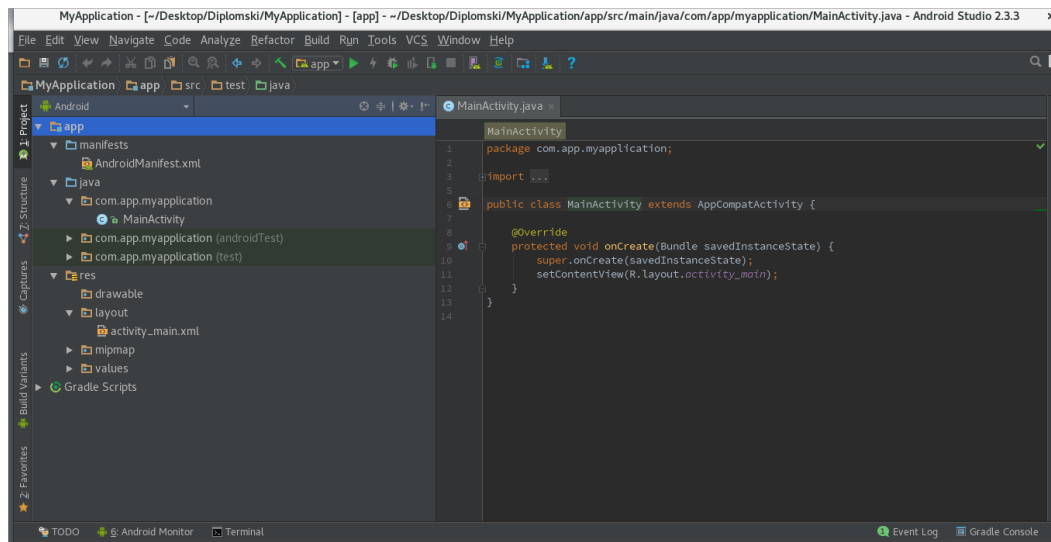 MyApplication - [~/Desktop/Diplomski/MyApplication] - [app] - ~/Desktop/Diplomski/MyApplication/app/src/main/java/com/app/myapplication/MainActivity.java - Android Studio 2.3.3
File Edit View Navigate Code Analyze Refactor Build Run Tools VCS Window Help
app
MyApplication app src test java
1: Project
Z: Structure
Captures
Build Variants
2: Favorites
Android
app
manifests
AndroidManifest.xml
java
com.app.myapplication
MainActivity
com.app.myapplication (androidTest)
com.app.myapplication (test)
res
drawable
layout
activity_main.xml
mipmap
values
Gradle Scripts
MainActivity.java
MainActivity
1 package com.app.myapplication;
2
3 import ...
5
6 public class MainActivity extends AppCompatActivity {
7
8 @Override
9 protected void onCreate(Bundle savedInstanceState) {
10 super.onCreate(savedInstanceState);
11 setContentView(R.layout.activity_main);
12 }
13 }
14
TODO 6: Android Monitor Terminal Event Log Gradle Console